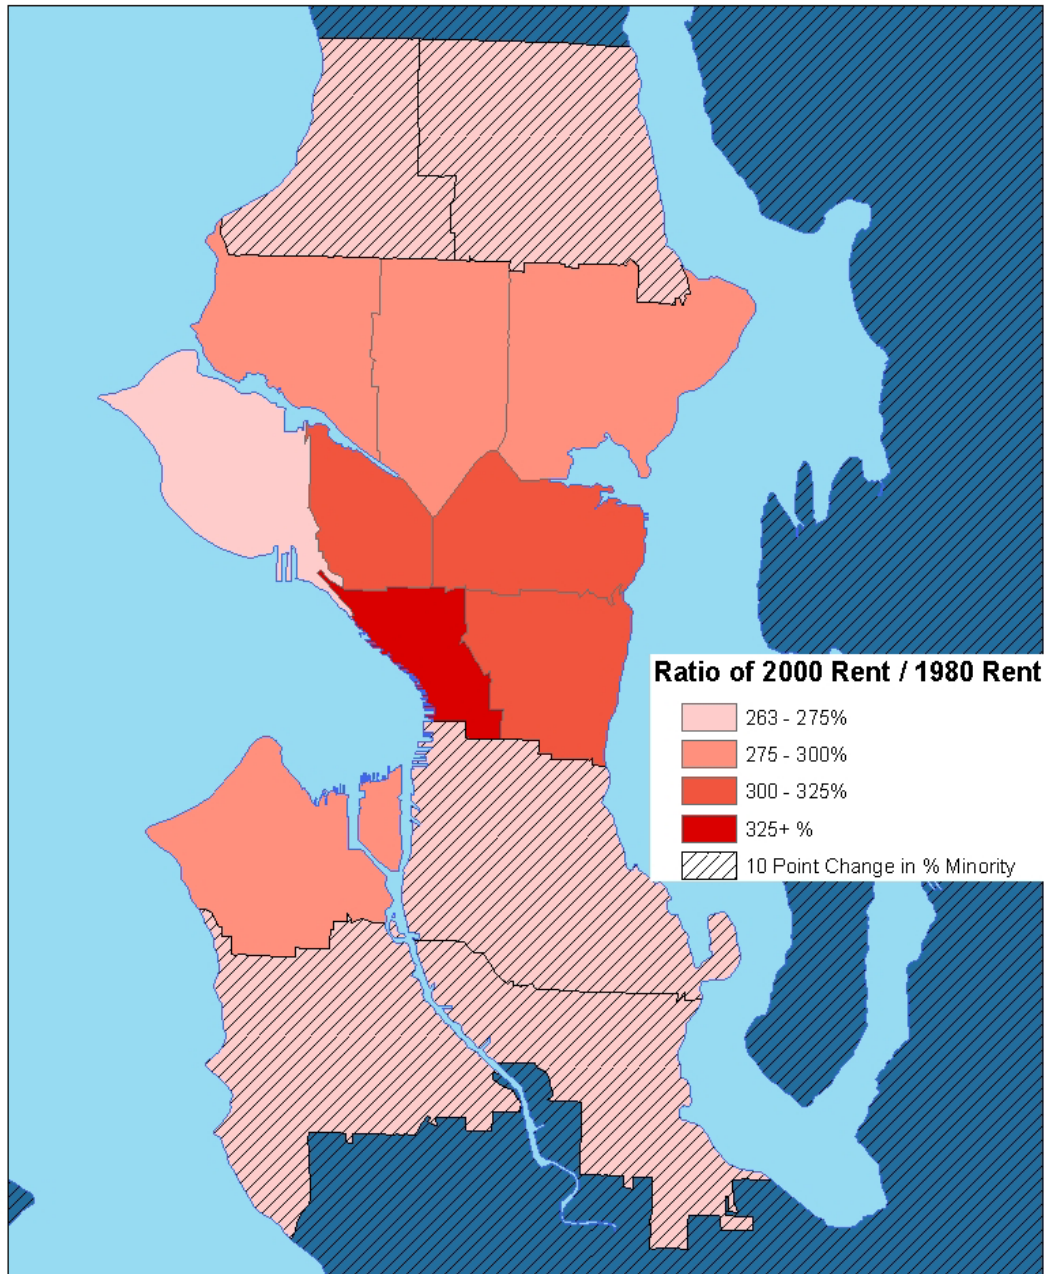 Ratio of 2000 Rent / 1980 Rent
263 - 275%
275 - 300%
300 - 325%
325+ %
10 Point Change in % Minority